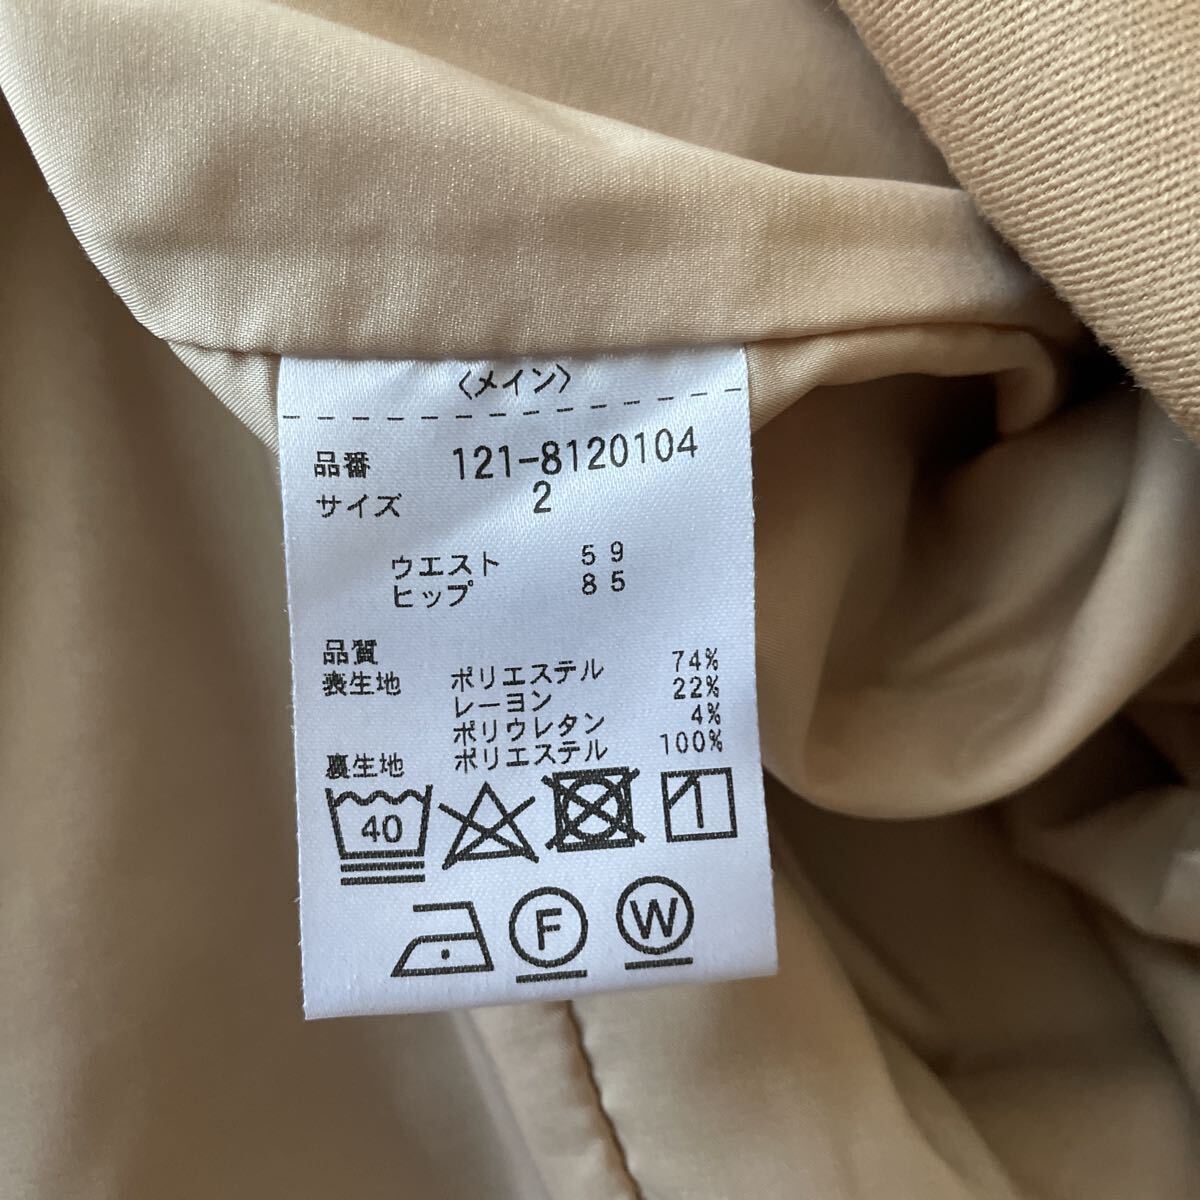 〈メイン〉
品番 121-8120104
サイズ 2
ウエスト 59
ヒップ 85
品質
表生地 ポリエステル 74%
レーヨン 22%
ポリウレタン 4%
裏生地 ポリエステル 100%
40
F W